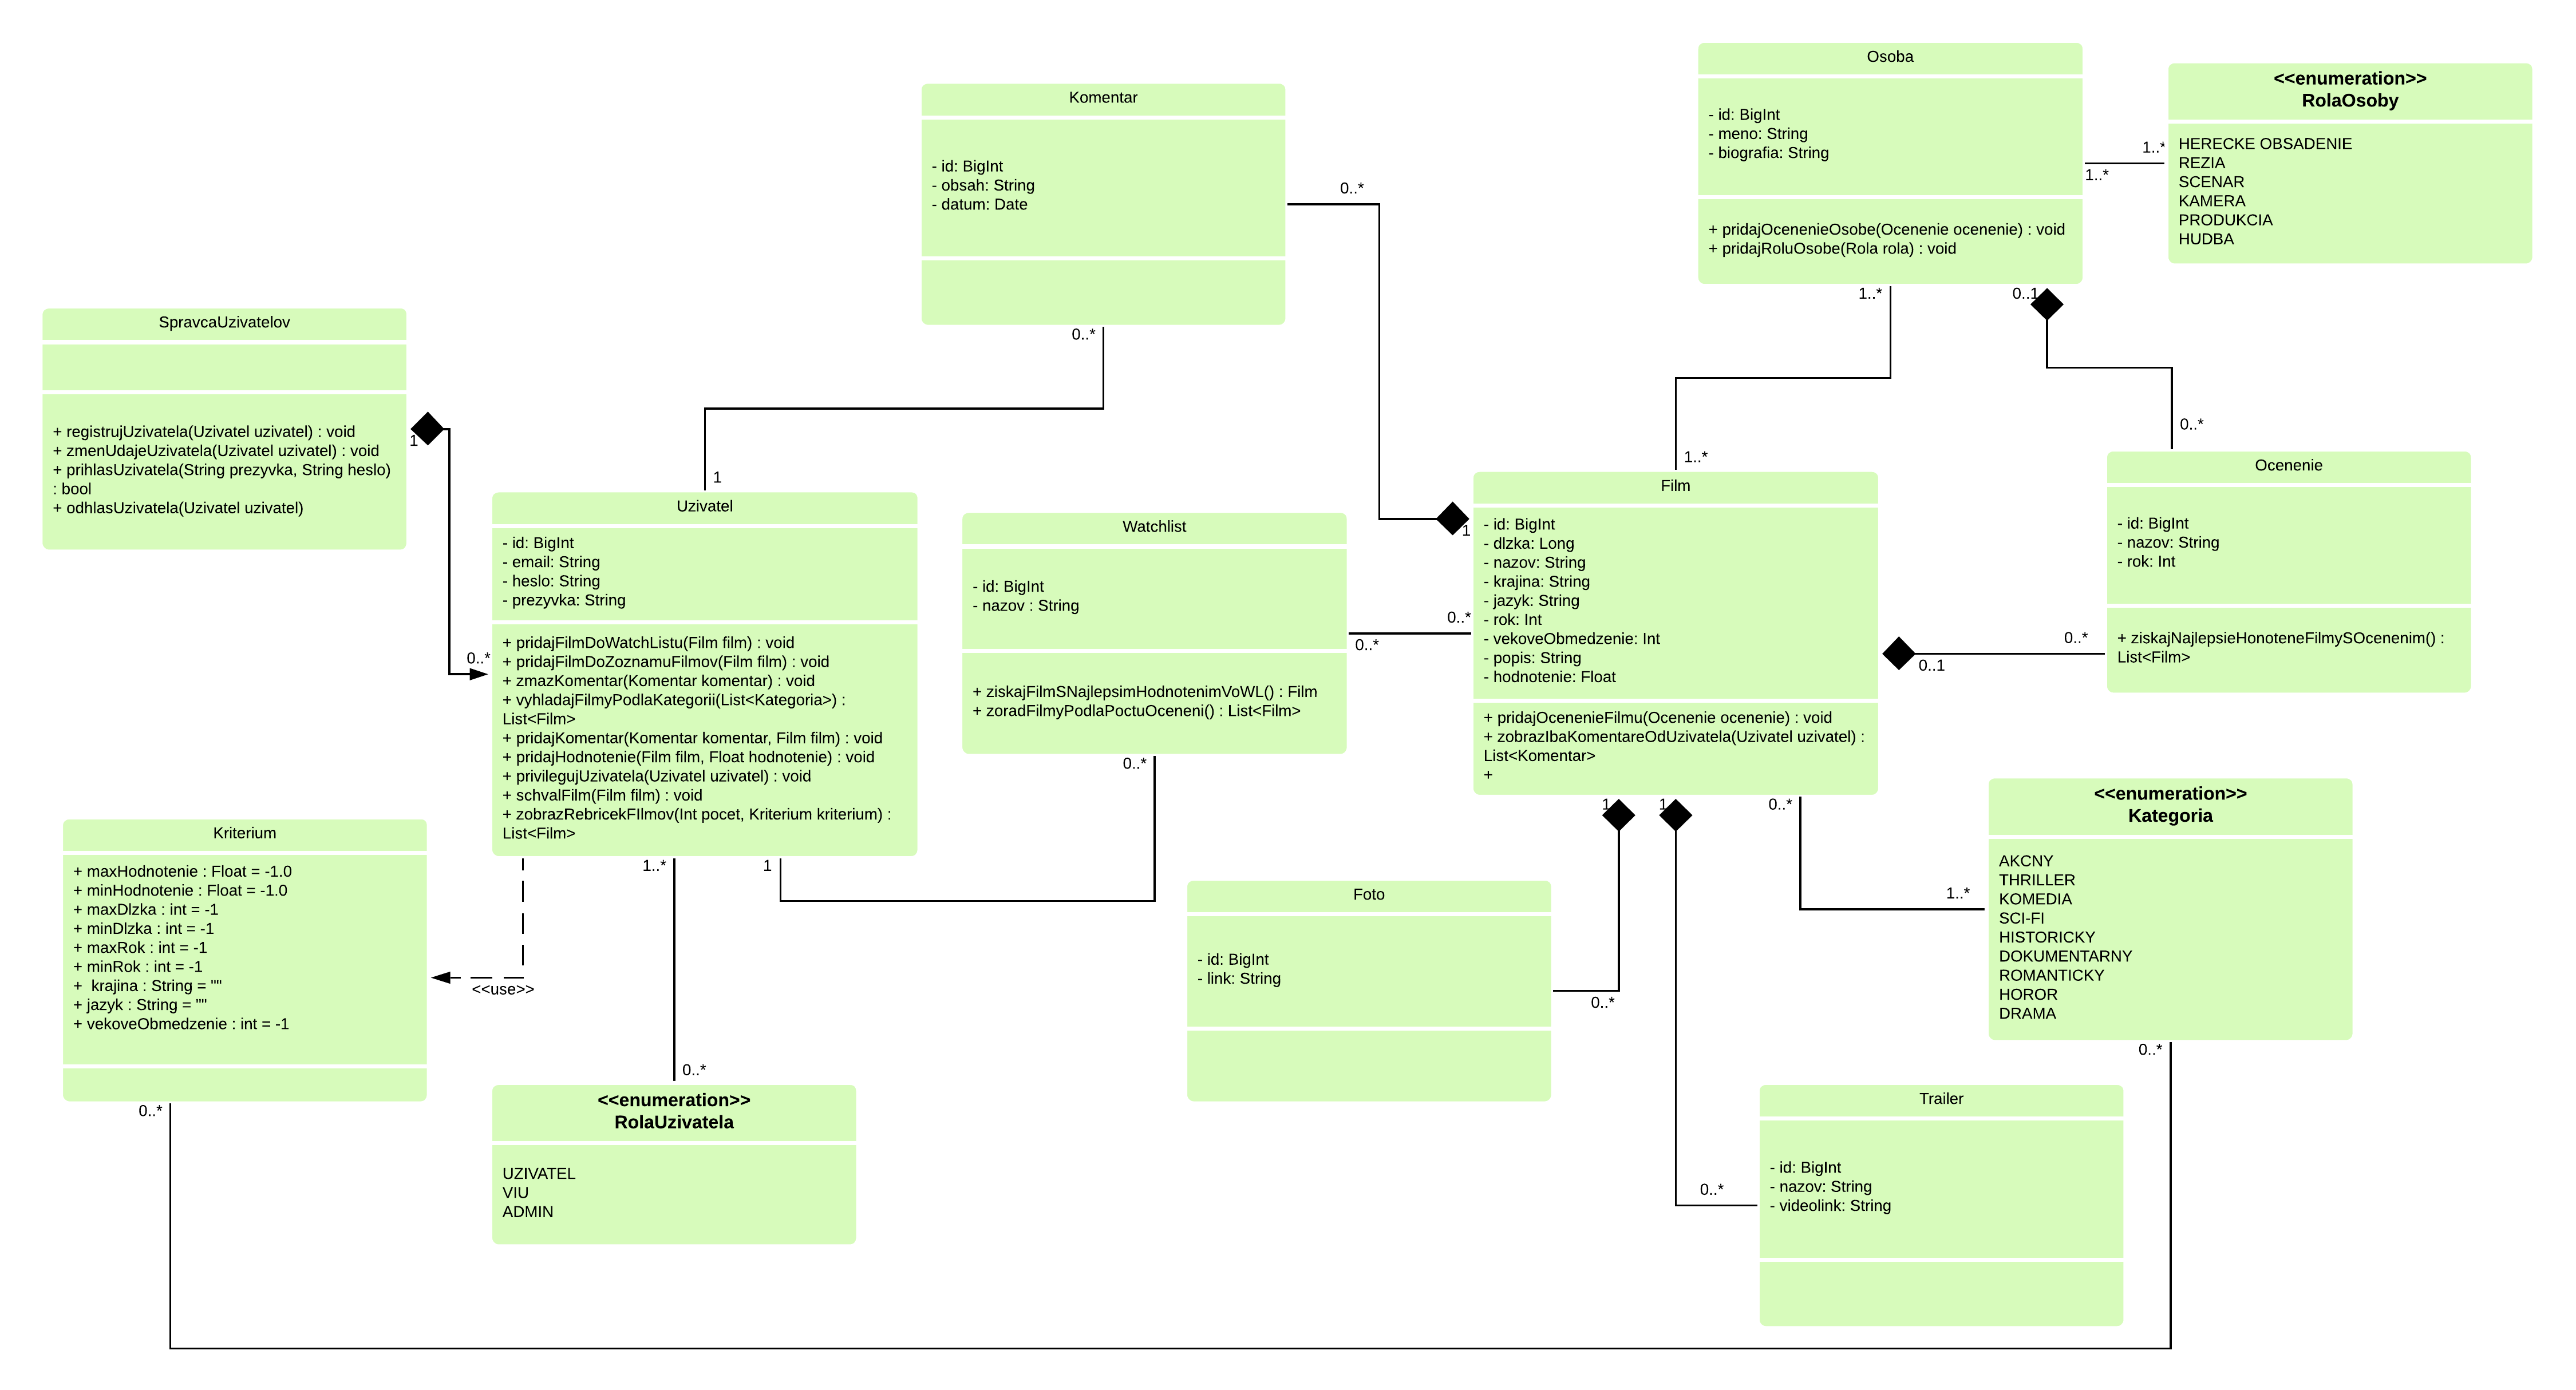 Osoba
- id: BigInt
- meno: String
- biografia: String
+ pridajOcenenieOsobe(Ocenenie ocenenie) : void
+ pridajRoluOsobe(Rola rola) : void
1..*
1..*
<<enumeration>>
RolaOsoby
HERECKE OBSADENIE
REZIA
SCENAR
KAMERA
PRODUKCIA
HUDBA
Komentar
- id: BigInt
- obsah: String
- datum: Date
0..*
0..*
1..*
0..1
SpravcaUzivatelov
+ registrujUzivatela(Uzivatel uzivatel) : void
+ zmenUdajeUzivatela(Uzivatel uzivatel) : void
+ prihlasUzivatela(String prezyvka, String heslo)
: bool
+ odhlasUzivatela(Uzivatel uzivatel)
1
0..*
1
Uzivatel
- id: BigInt
- email: String
- heslo: String
- prezyvka: String
+ pridajFilmDoWatchListu(Film film) : void
+ pridajFilmDoZoznamuFilmov(Film film) : void
+ zmazKomentar(Komentar komentar) : void
+ vyhladajFilmyPodlaKategorii(List<Kategoria>) :
List<Film>
+ pridajKomentar(Komentar komentar, Film film) : void
+ pridajHodnotenie(Film film, Float hodnotenie) : void
+ privilegujUzivatela(Uzivatel uzivatel) : void
+ schvalFilm(Film film) : void
+ zobrazRebricekFIlmov(Int pocet, Kriterium kriterium) :
List<Film>
1..*
1
Watchlist
- id: BigInt
- nazov : String
+ ziskajFilmSNajlepsimHodnotenimVoWL() : Film
+ zoradFilmyPodlaPoctuOceneni() : List<Film>
0..*
0..*
0..*
1
1..*
Film
- id: BigInt
- dlzka: Long
- nazov: String
- krajina: String
- jazyk: String
- rok: Int
- vekoveObmedzenie: Int
- popis: String
- hodnotenie: Float
+ pridajOcenenieFilmu(Ocenenie ocenenie) : void
+ zobrazIbaKomentareOdUzivatela(Uzivatel uzivatel) :
List<Komentar>
+
1
1
0..*
0..1
0..*
0..*
Ocenenie
- id: BigInt
- nazov: String
- rok: Int
+ ziskajNajlepsieHonoteneFilmySOcenenim() :
List<Film>
<<enumeration>>
Kategoria
AKCNY
THRILLER
KOMEDIA
SCI-FI
HISTORICKY
DOKUMENTARNY
ROMANTICKY
HOROR
DRAMA
1..*
0..*
Kriterium
+ maxHodnotenie : Float = -1.0
+ minHodnotenie : Float = -1.0
+ maxDlzka : int = -1
+ minDlzka : int = -1
+ maxRok : int = -1
+ minRok : int = -1
+  krajina : String = ""
+ jazyk : String = ""
+ vekoveObmedzenie : int = -1
0..*
<<use>>
0..*
<<enumeration>>
RolaUzivatela
UZIVATEL
VIU
ADMIN
Foto
- id: BigInt
- link: String
0..*
Trailer
- id: BigInt
- nazov: String
- videolink: String
0..*